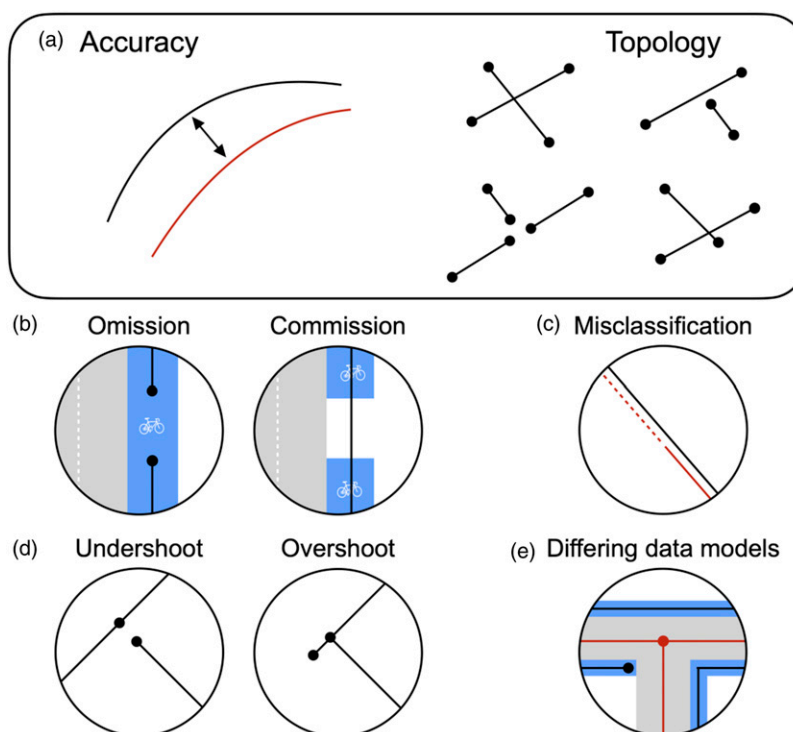 (a) Accuracy Topology
(b) Omission Commission (c) Misclassification
(d) Undershoot Overshoot (e) Differing data models